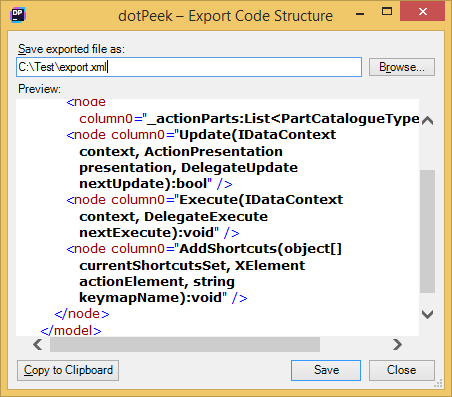 DP
dotPeek – Export Code Structure
Save exported file as:
C:\Test\export.xml
Browse...
Preview:
<node
column0="_actionParts:List<PartCatalogueType
<node column0="Update(IDataContext
context, ActionPresentation
presentation, DelegateUpdate
nextUpdate):bool" />
<node column0="Execute(IDataContext
context, DelegateExecute
nextExecute):void" />
<node column0="AddShortcuts(object[]
currentShortcutsSet, XElement
actionElement, string
keymapName):void" />
</node>
</model>
Copy to Clipboard
Save
Close